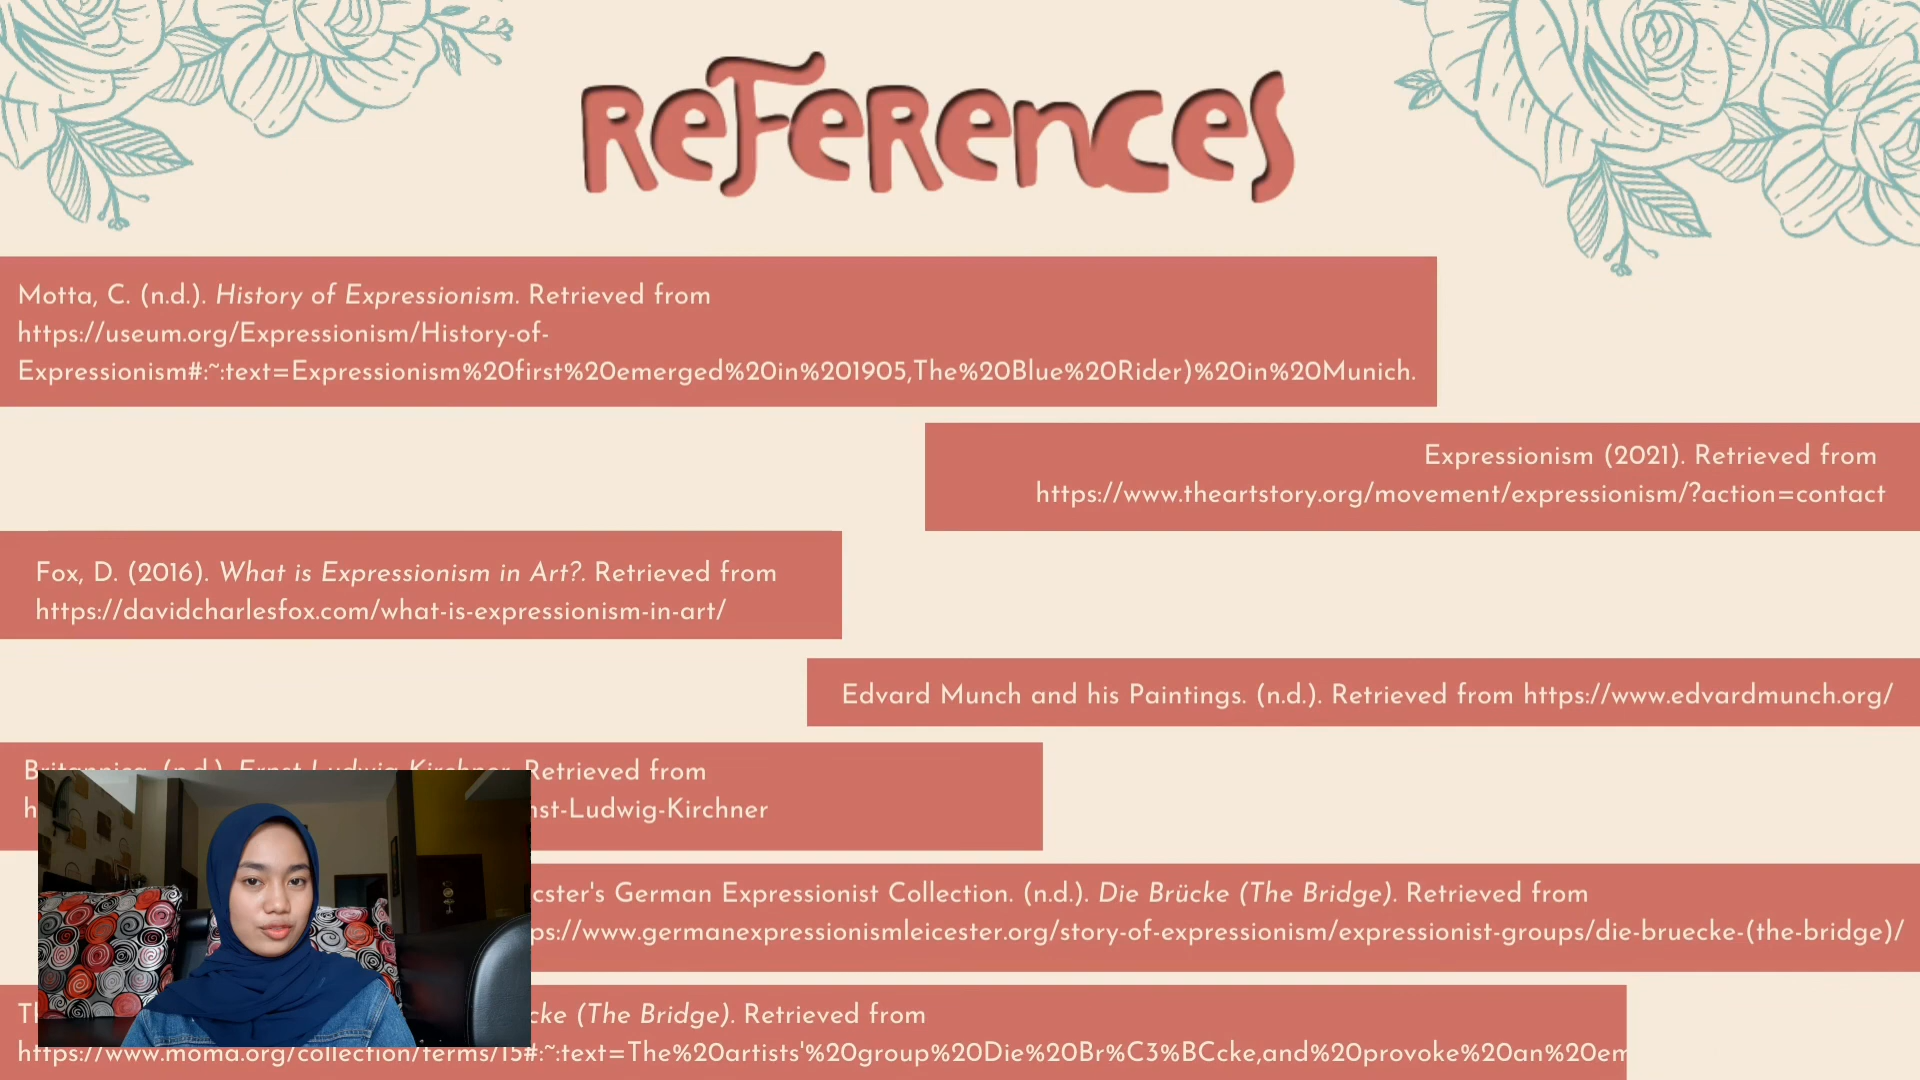 ReFeRenceS
Motta, C. (n.d.). History of Expressionism. Retrieved from
https://useum.org/Expressionism/History-of-
Expressionism#:~:text=Expressionism%20first%20emerged%20in%201905,The%20Blue%20Rider)%20in%20Munich.
Expressionism (2021). Retrieved from
https://www.theartstory.org/movement/expressionism/?action=contact
Fox, D. (2016). What is Expressionism in Art?. Retrieved from
https://davidcharlesfox.com/what-is-expressionism-in-art/
Edvard Munch and his Paintings. (n.d.). Retrieved from https://www.edvardmunch.org/
Britannica. (n.d.). Ernst Ludwig Kirchner. Retrieved from
nst-Ludwig-Kirchner
cster's German Expressionist Collection. (n.d.). Die Brücke (The Bridge). Retrieved from
ps://www.germanexpressionismleicester.org/story-of-expressionism/expressionist-groups/die-bruecke-(the-bridge)/
cke (The Bridge). Retrieved from
https://www.moma.org/collection/terms/15#:~:text=The%20artists'%20group%20Die%20Br%C3%BCcke,and%20provoke%20an%20em